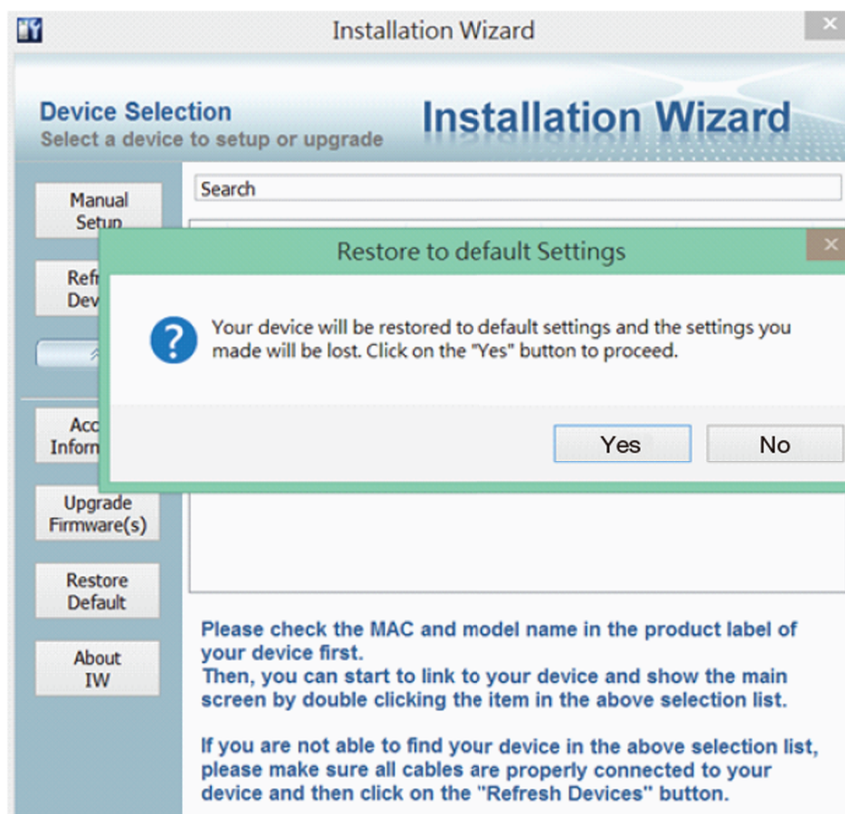 Installation Wizard
Device Selection
Select a device to setup or upgrade
Installation Wizard
Manual
Setup
Search
Restore to default Settings
Refr
Dev
Your device will be restored to default settings and the settings you
made will be lost. Click on the "Yes" button to proceed.
Acc
Inforn
Yes
No
Upgrade
Firmware(s)
Restore
Default
About
IW
Please check the MAC and model name in the product label of
your device first.
Then, you can start to link to your device and show the main
screen by double clicking the item in the above selection list.
If you are not able to find your device in the above selection list,
please make sure all cables are properly connected to your
device and then click on the "Refresh Devices" button.